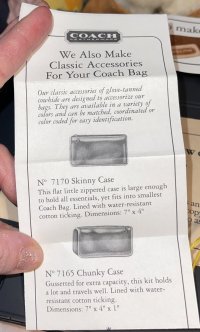 COACH
We Also Make
Classic Accessories
For Your Coach Bag
Our classic accessories of glove-tanned
cowhide are designed to accessorize our
bags. They are available in a variety of
colors and can be matched, coordinated or
color coded for easy identification.
Nº 7170 Skinny Case
This flat little zippered case is large enough
to hold all essentials, yet fits into smallest
Coach Bag. Lined with water-resistant
cotton ticking. Dimensions: 7" x 4"
Nº 7165 Chunky Case
Gussetted for extra capacity, this kit holds
a lot and travels well. Lined with water-
resistant cotton ticking.
Dimensions: 7" x 4" x 1"
make